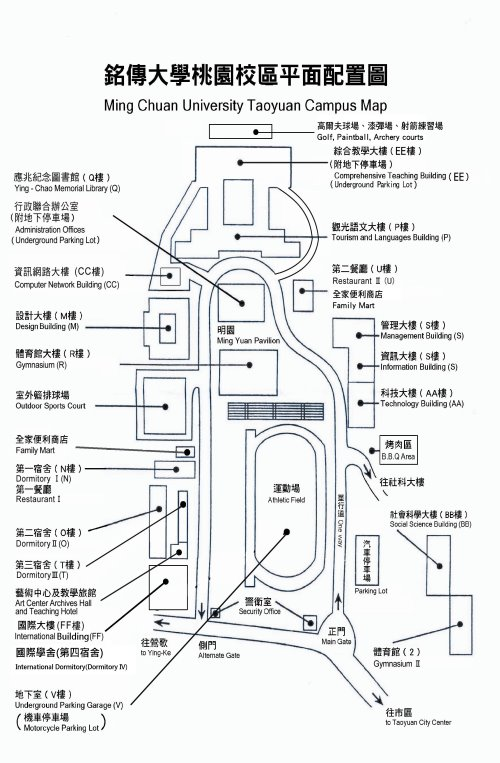 銘傳大學桃園校區平面配置圖
Ming Chuan University Taoyuan Campus Map
高爾夫球場、漆彈場、射箭練習場
Golf, Paintball, Archery courts
綜合教學大樓(EE樓)
(附地下停車場)
Comprehensive Teaching Building (EE)
(Underground Parking Lot)
應兆紀念圖書館(Q樓)
Ying - Chao Memorial Library (Q)
行政聯合辦公室
(附地下停車場)
Administration Offices
(Underground Parking Lot)
觀光語文大樓(P樓)
Tourism and Languages Building (P)
資訊網路大樓 (CC樓)
Computer Network Building (CC)
第二餐廳(U樓)
Restaurant Ⅱ (U)
全家便利商店
Family Mart
設計大樓(M樓)
Design Building (M)
明園
Ming Yuan Pavilion
管理大樓(S樓)
Management Building (S)
體育館大樓(R樓)
Gymnasium (R)
資訊大樓(S樓)
Information Building (S)
室外籃排球場
Outdoor Sports Court
科技大樓(AA樓)
Technology Building (AA)
全家便利商店
Family Mart
烤肉區
B.B.Q Area
第一宿舍(N樓)
Dormitory Ⅰ (N)
第一餐廳
Restaurant Ⅰ
往社科大樓
運動場
Athletic Field
單行道 One way
社會科學大樓(BB樓)
Social Science Building (BB)
第二宿舍(O樓)
Dormitory Ⅱ (O)
汽車停車場
Parking Lot
第三宿舍(T樓)
Dormitory Ⅲ (T)
藝術中心及教學旅館
Art Center Archives Hall
and Teaching Hotel
警衛室
Security Office
國際大樓(FF樓)
International Building(FF)
正門
Main Gate
往鶯歌
to Ying-Ke
側門
Alternate Gate
國際學舍(第四宿舍)
International Dormitory(Dormitory Ⅳ)
體育館(2)
Gymnasium Ⅱ
地下室(V樓)
Underground Parking Garage (V)
(機車停車場
Motorcycle Parking Lot)
往市區
to Taoyuan City Center